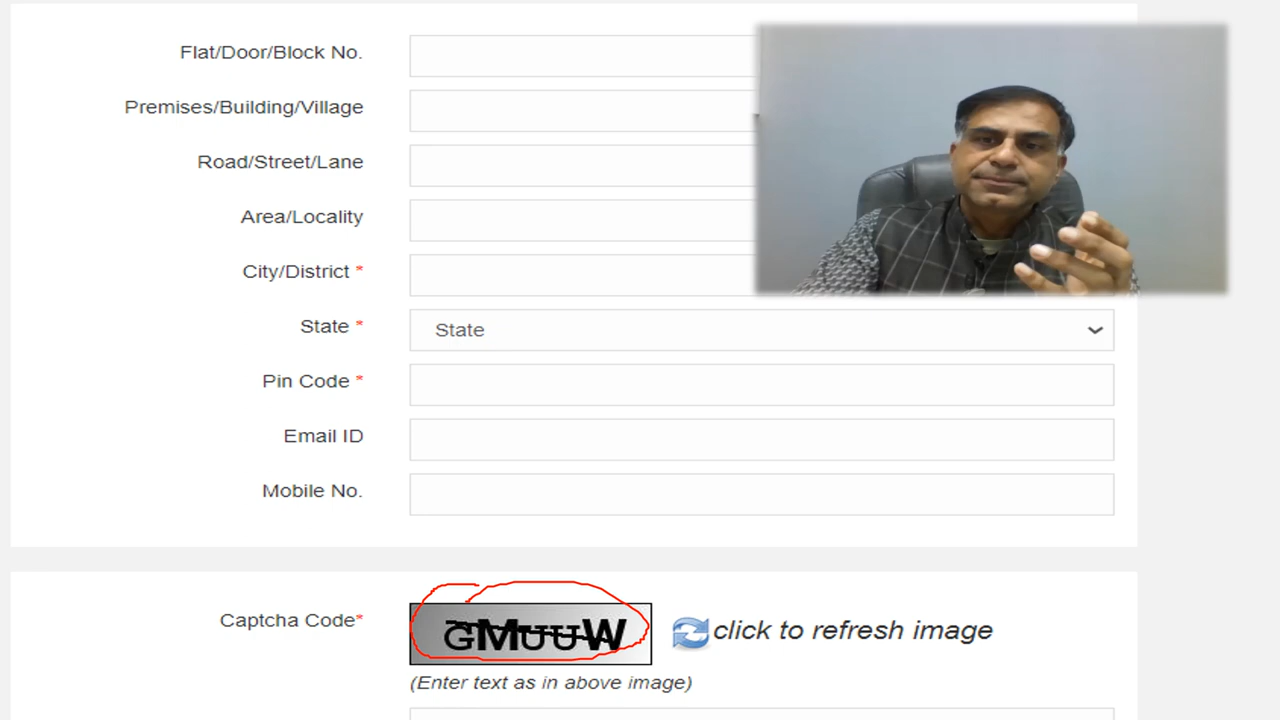 Flat/Door/Block No.
Premises/Building/Village
Road/Street/Lane
Area/Locality
City/District *
State * State
Pin Code *
Email ID
Mobile No.
Captcha Code* GMUUW click to refresh image
(Enter text as in above image)